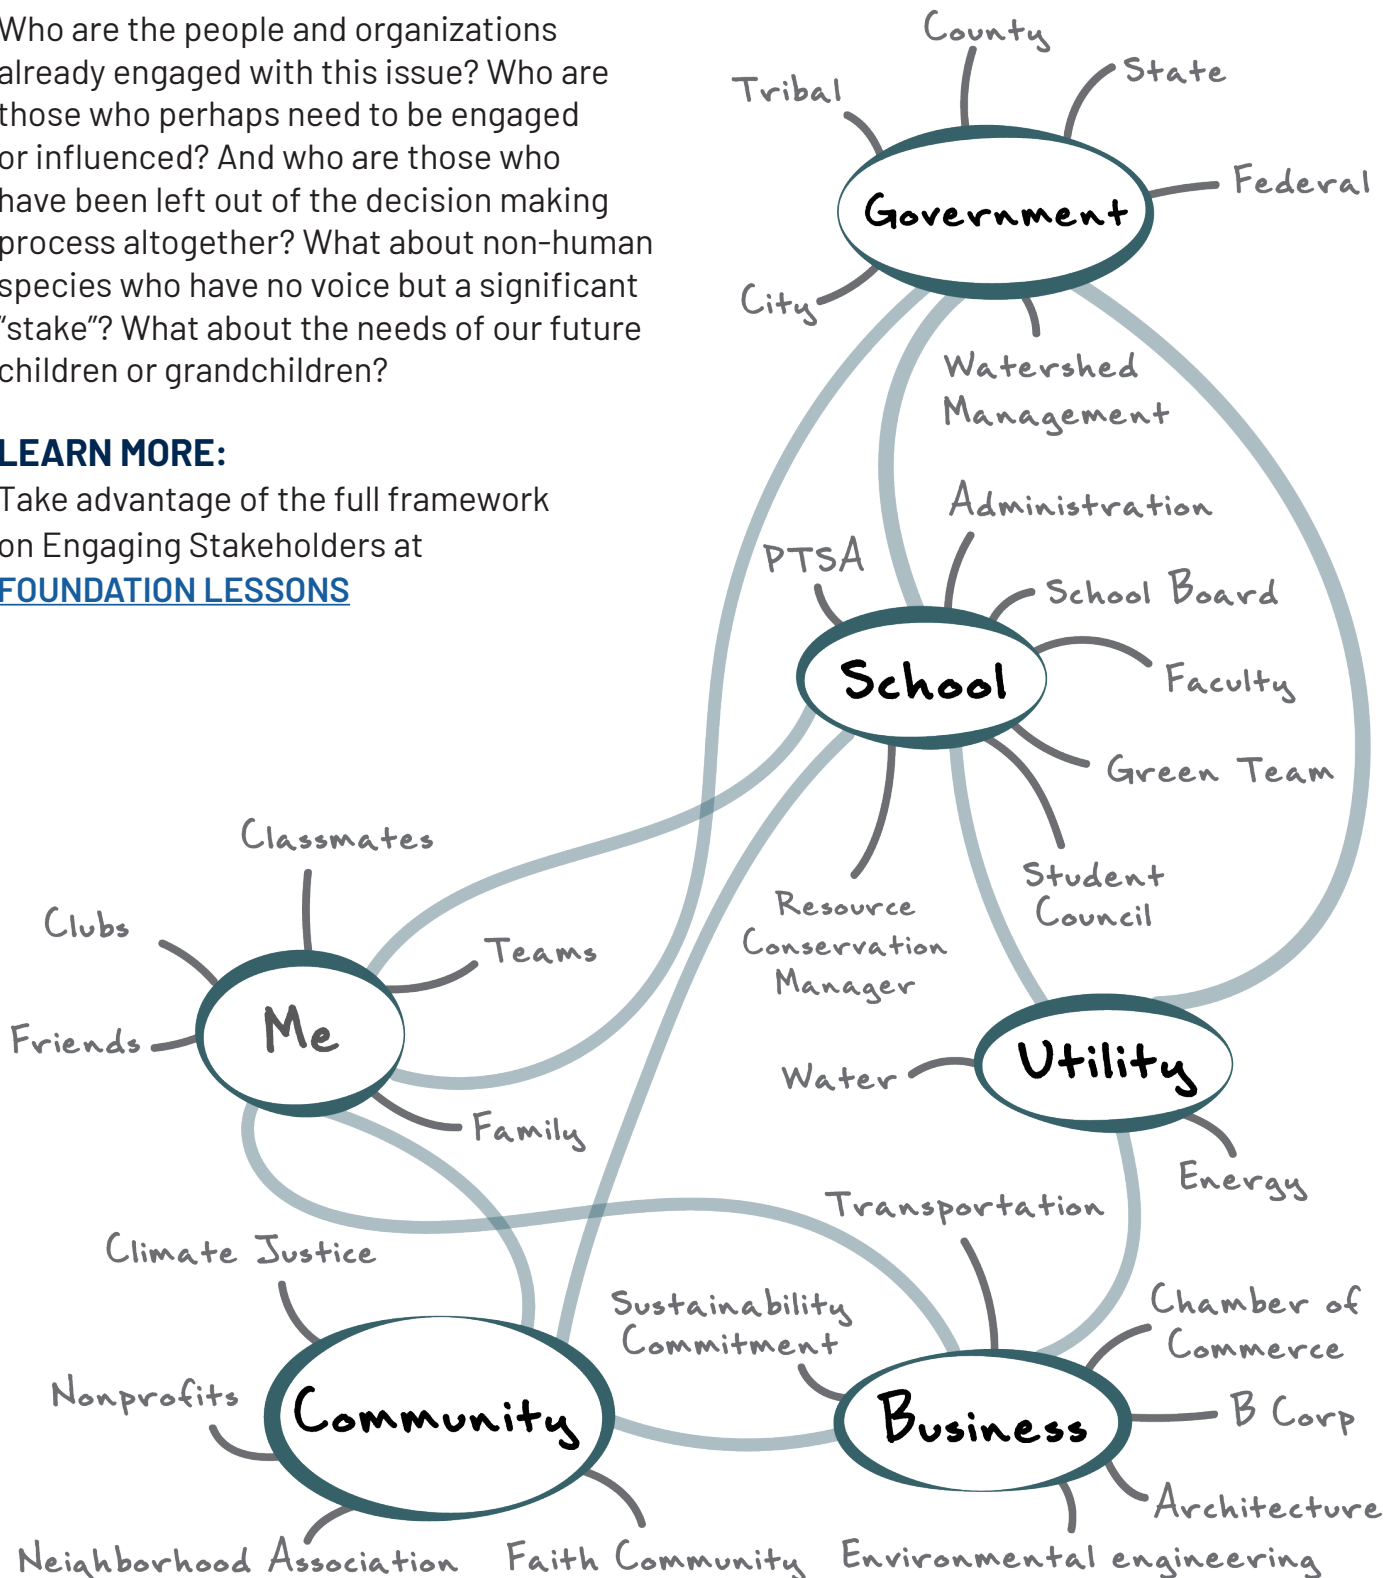 Who are the people and organizations
already engaged with this issue? Who are
those who perhaps need to be engaged
or influenced? And who are those who
have been left out of the decision making
process altogether? What about non-human
species who have no voice but a significant
“stake”? What about the needs of our future
children or grandchildren?
LEARN MORE:
Take advantage of the full framework
on Engaging Stakeholders at
FOUNDATION LESSONS
County
State
Tribal
Federal
Government
City
Watershed
Management
Administration
PTSA
School Board
School
Faculty
Green Team
Student
Council
Resource
Conservation
Manager
Classmates
Clubs
Teams
Me
Friends
Family
Utility
Water
Energy
Transportation
Climate Justice
Sustainability
Commitment
Chamber of
Commerce
Nonprofits
Community
Business
B Corp
Architecture
Neighborhood Association
Faith Community
Environmental engineering